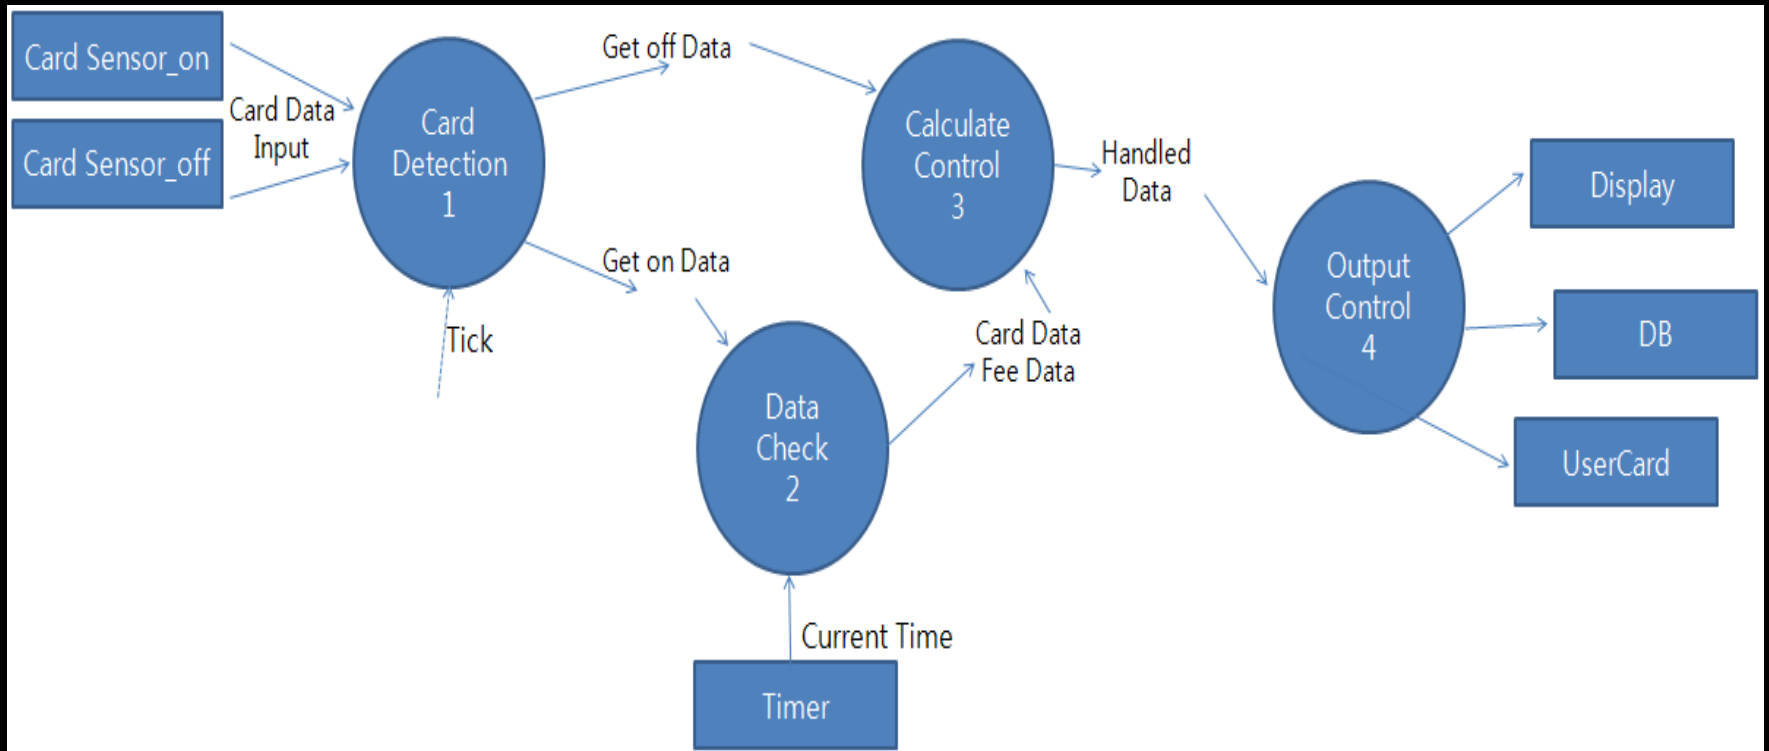 Card Sensor_on
Card Sensor_off
Card Data
Input
Card
Detection
1
Tick
Get off Data
Get on Data
Data
Check
2
Current Time
Timer
Calculate
Control
3
Card Data
Fee Data
Handled
Data
Output
Control
4
Display
DB
UserCard